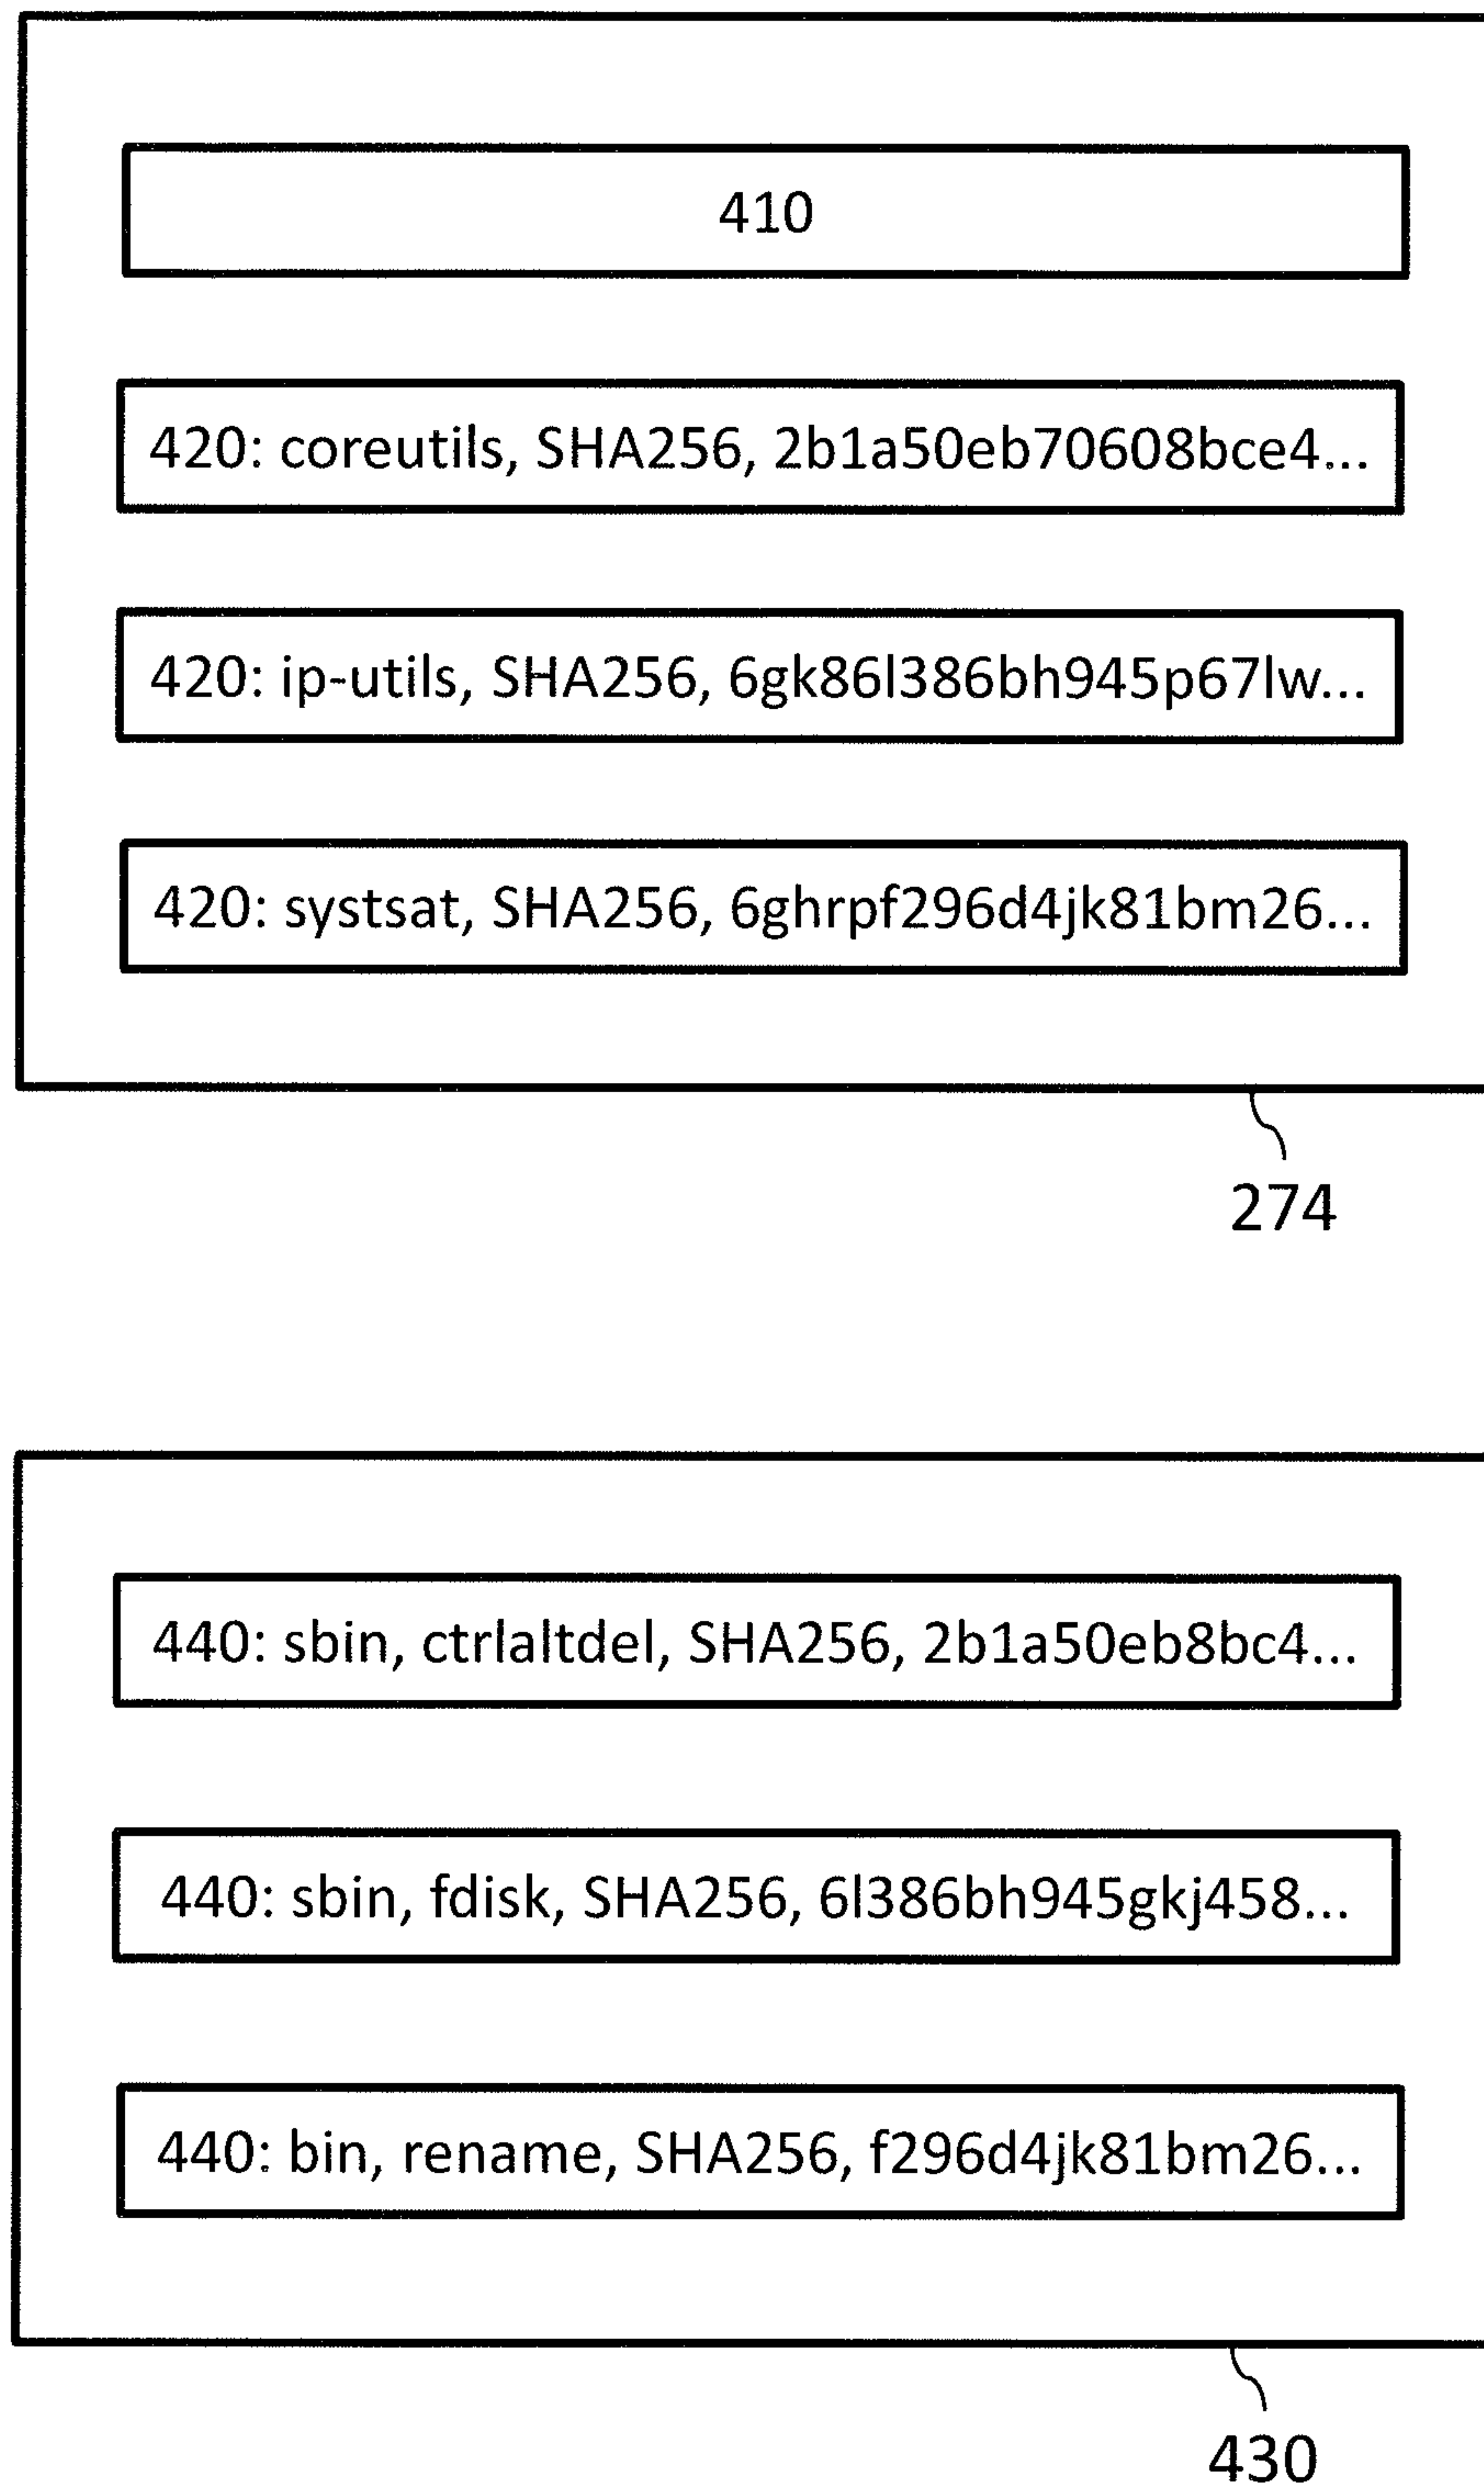 410
420: coreutils, SHA256, 2b1a50eb70608bce4...
420: ip-utils, SHA256, 6gk86l386bh945p67lw...
420: systsat, SHA256, 6ghrpf296d4jk81bm26...
274
440: sbin, ctrlaltdel, SHA256, 2b1a50eb8bc4...
440: sbin, fdisk, SHA256, 6l386bh945gkj458...
440: bin, rename, SHA256, f296d4jk81bm26...
430